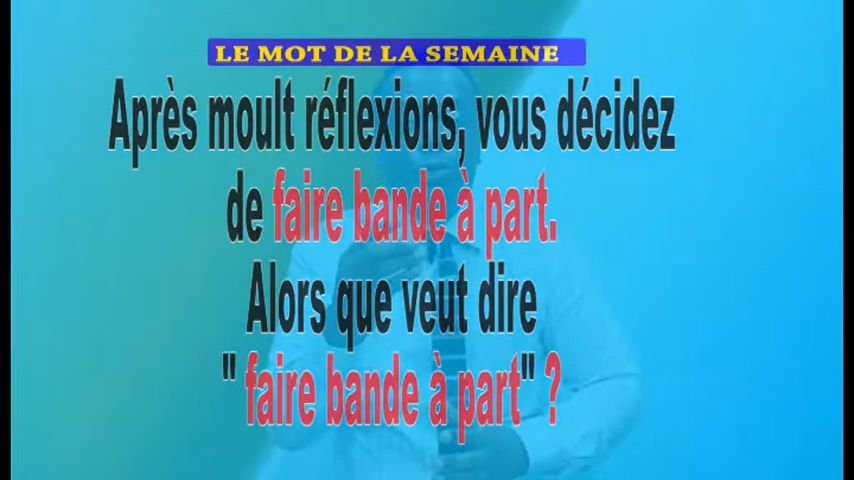 LE MOT DE LA SEMAINE
Après moult réflexions, vous décidez
de faire bande à part.
Alors que veut dire
" faire bande à part" ?